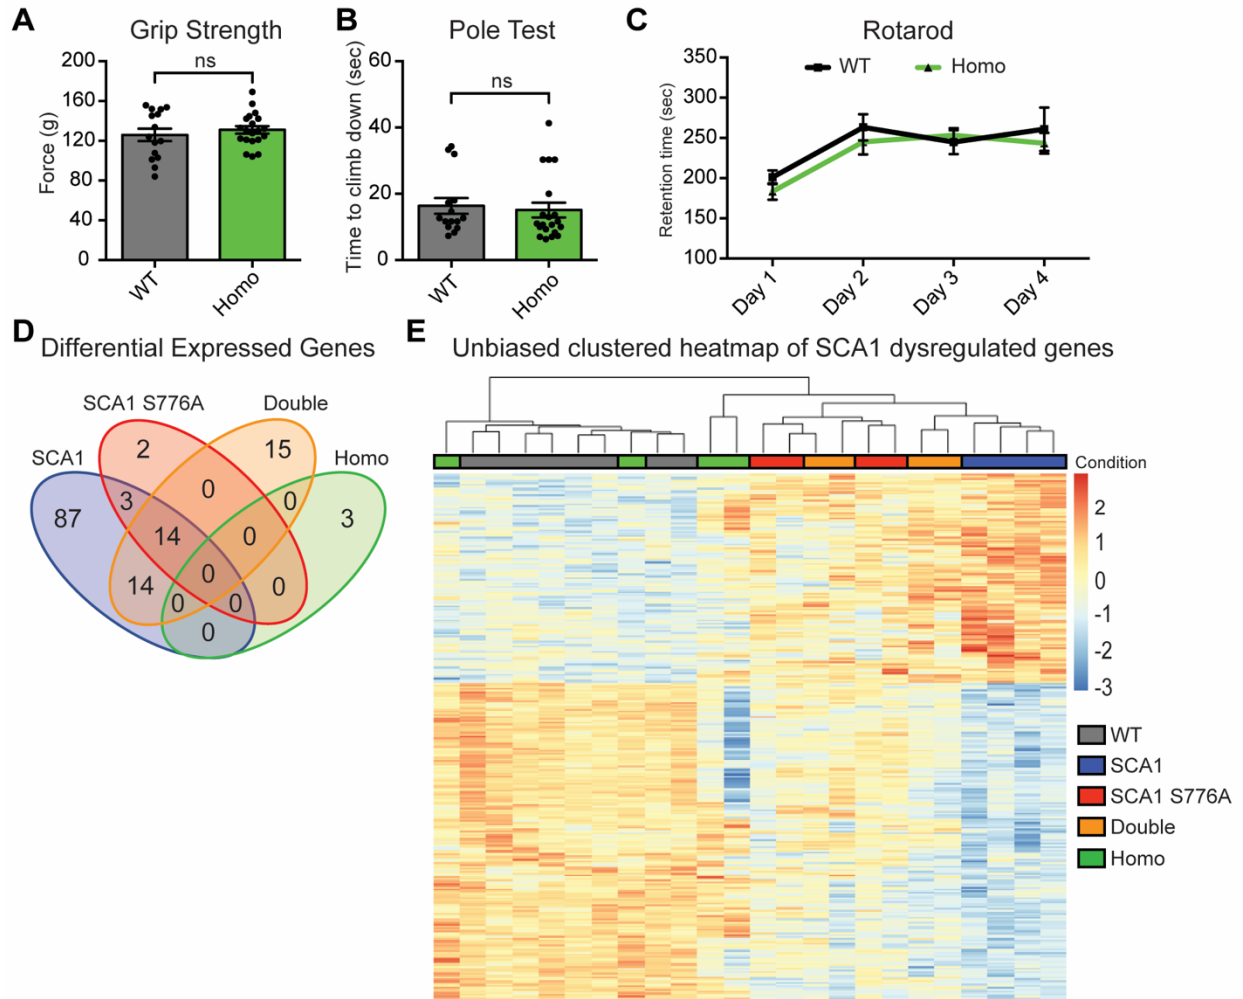 A
Grip Strength
Force (g)
200
160
120
80
40
0
ns
WT
Homo
B
Pole Test
Time to climb down (sec)
60
40
20
0
ns
WT
Homo
C
Rotarod
Retention time (sec)
350
300
250
200
150
100
WT
Homo
Day 1
Day 2
Day 3
Day 4
D
Differential Expressed Genes
SCA1 S776A
Double
SCA1
Homo
2
15
87
3
0
0
3
14
0
14
0
0
0
0
0
E
Unbiased clustered heatmap of SCA1 dysregulated genes
Condition
2
1
0
-1
-2
-3
WT
SCA1
SCA1 S776A
Double
Homo